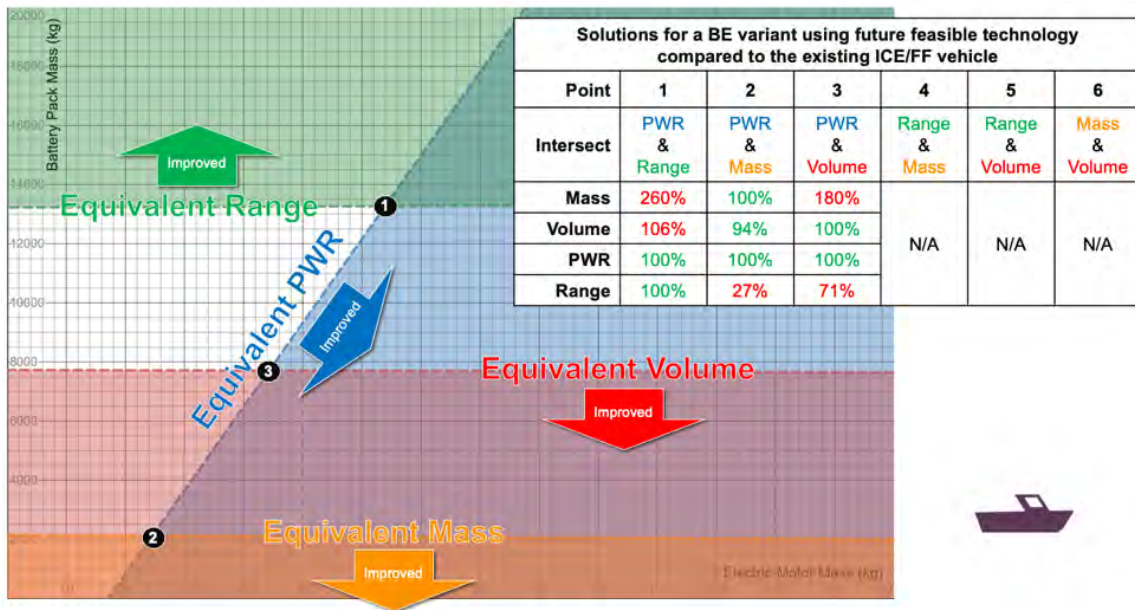 20000
18000
16000
14000
12000
10000
8000
6000
4000
Battery Pack Mass (kg)
Improved
Equivalent Range
1
Equivalent PWR
Improved
3
Equivalent Volume
Improved
2
Equivalent Mass
Improved
Electric Motor Mass (kg)
Solutions for a BE variant using future feasible technology
compared to the existing ICE/FF vehicle
Point 1 2 3 4 5 6
Intersect PWR & Range PWR & Mass PWR & Volume Range & Mass Range & Volume Mass & Volume
Mass 260% 100% 180%
Volume 106% 94% 100%
N/A N/A N/A
PWR 100% 100% 100%
Range 100% 27% 71%